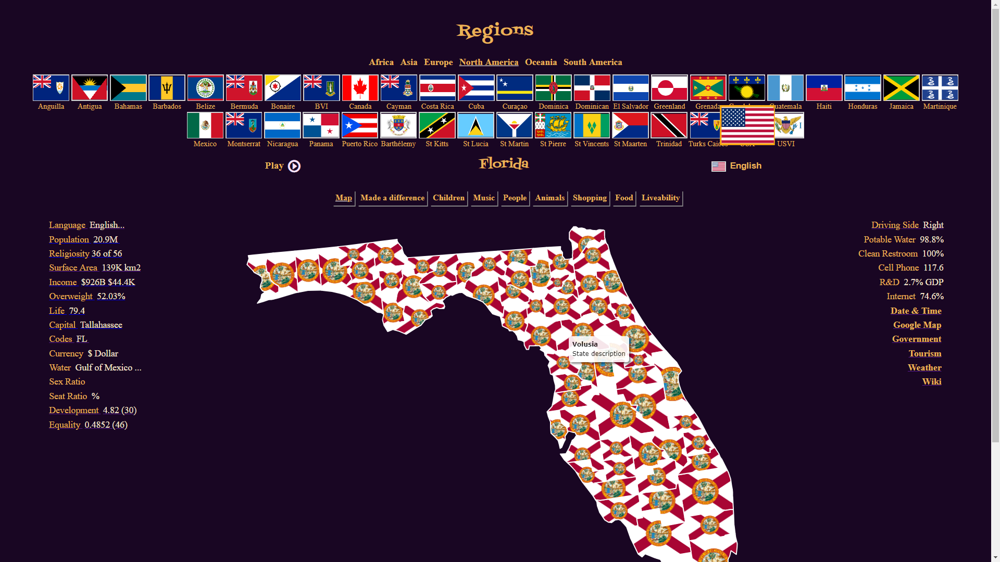 Regions
Africa Asia Europe North America Oceania South America
Anguilla Antigua Bahamas Barbados Belize Bermuda Bonaire BVI Canada Cayman Costa Rica Cuba Curaçao Dominica Dominican El Salvador Greenland Grenada Guatemala Haiti Honduras Jamaica Martinique
Mexico Montserrat Nicaragua Panama Puerto Rico Barthélemy St Kitts St Lucia St Martin St Pierre St Vincents St Maarten Trinidad Turks Caicos USVI
Play Florida English
Map Made a difference Children Music People Animals Shopping Food Liveability
Language English...
Population 20.9M
Religiosity 36 of 56
Surface Area 139K km2
Income $926B $44.4K
Overweight 52.03%
Life 79.4
Capital Tallahassee
Codes FL
Currency $ Dollar
Water Gulf of Mexico ...
Sex Ratio
Seat Ratio %
Development 4.82 (30)
Equality 0.4852 (46)
Volusia
State description
Driving Side Right
Potable Water 98.8%
Clean Restroom 100%
Cell Phone 117.6
R&D 2.7% GDP
Internet 74.6%
Date & Time
Google Map
Government
Tourism
Weather
Wiki